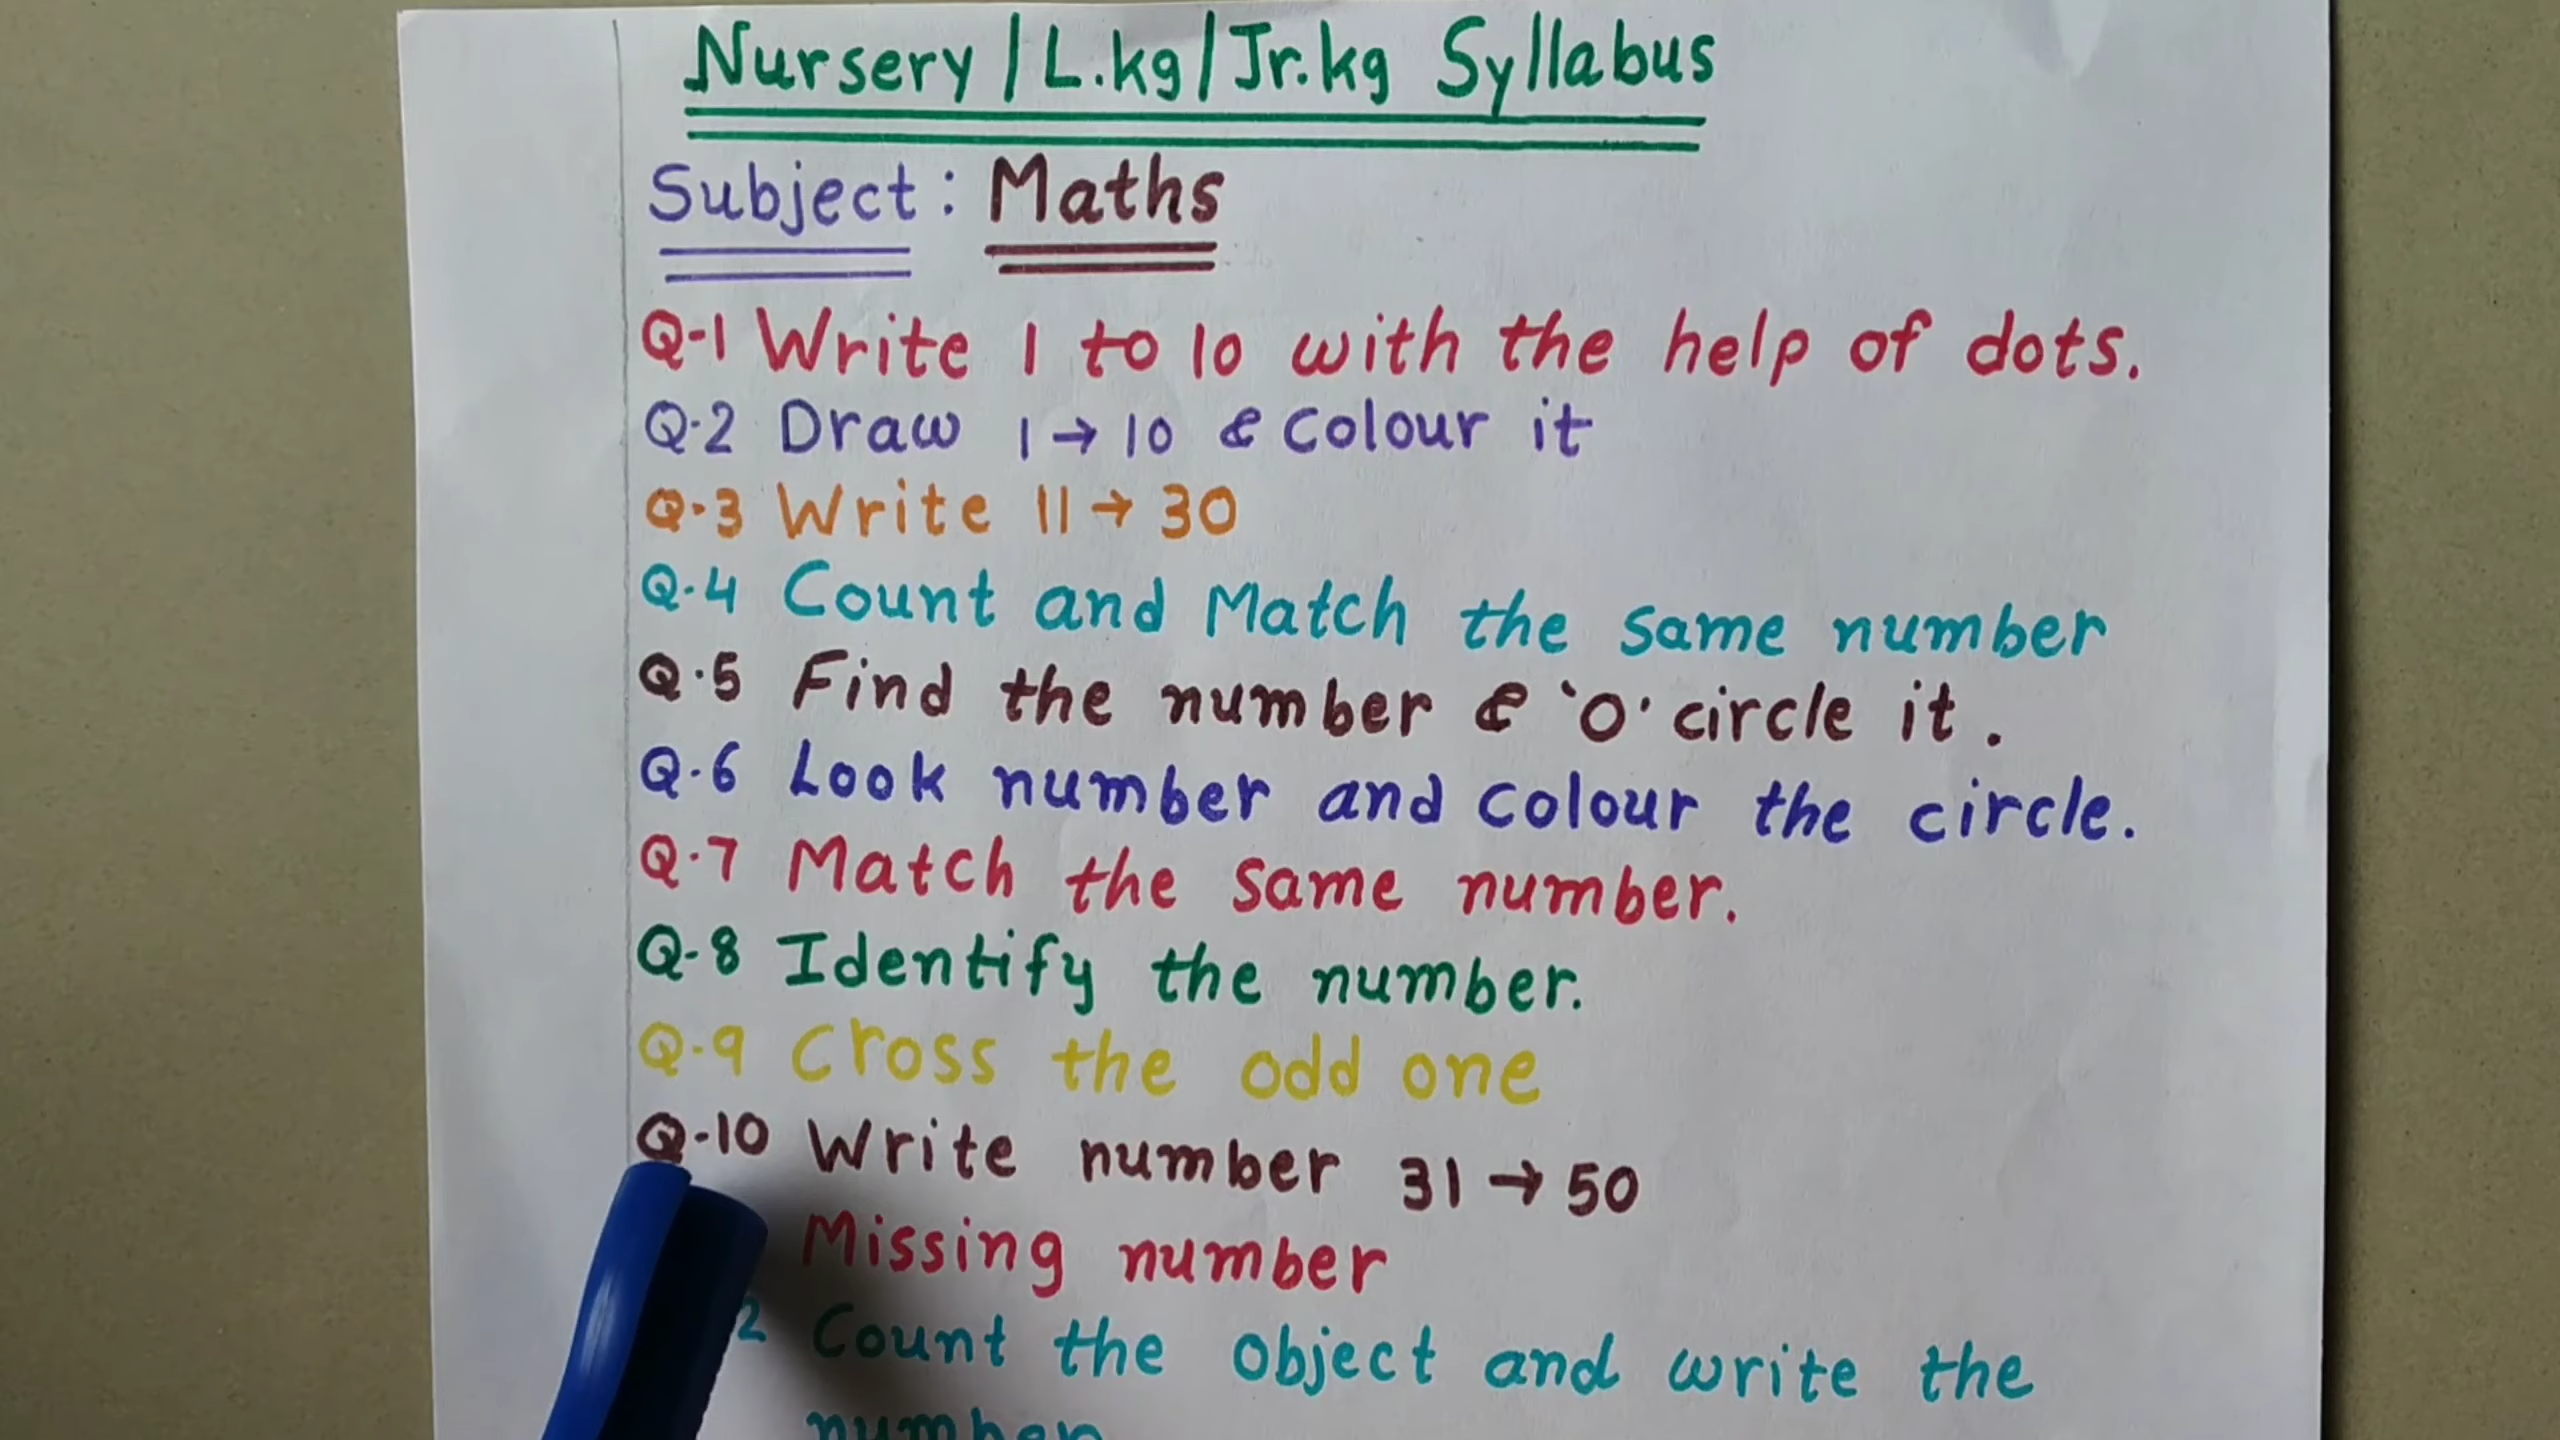 Nursery / L.kg / Jr.kg Syllabus
Subject : Maths
Q-1 Write 1 to 10 with the help of dots.
Q.2 Draw 1 → 10 & colour it
Q.3 Write 11 → 30
Q.4 Count and Match the same number
Q.5 Find the number & 'O' circle it.
Q.6 Look number and colour the circle.
Q.7 Match the same number.
Q-8 Identify the number.
Q.9 Cross the odd one
Q.10 Write number 31 → 50
Missing number
2 Count the object and write the
number